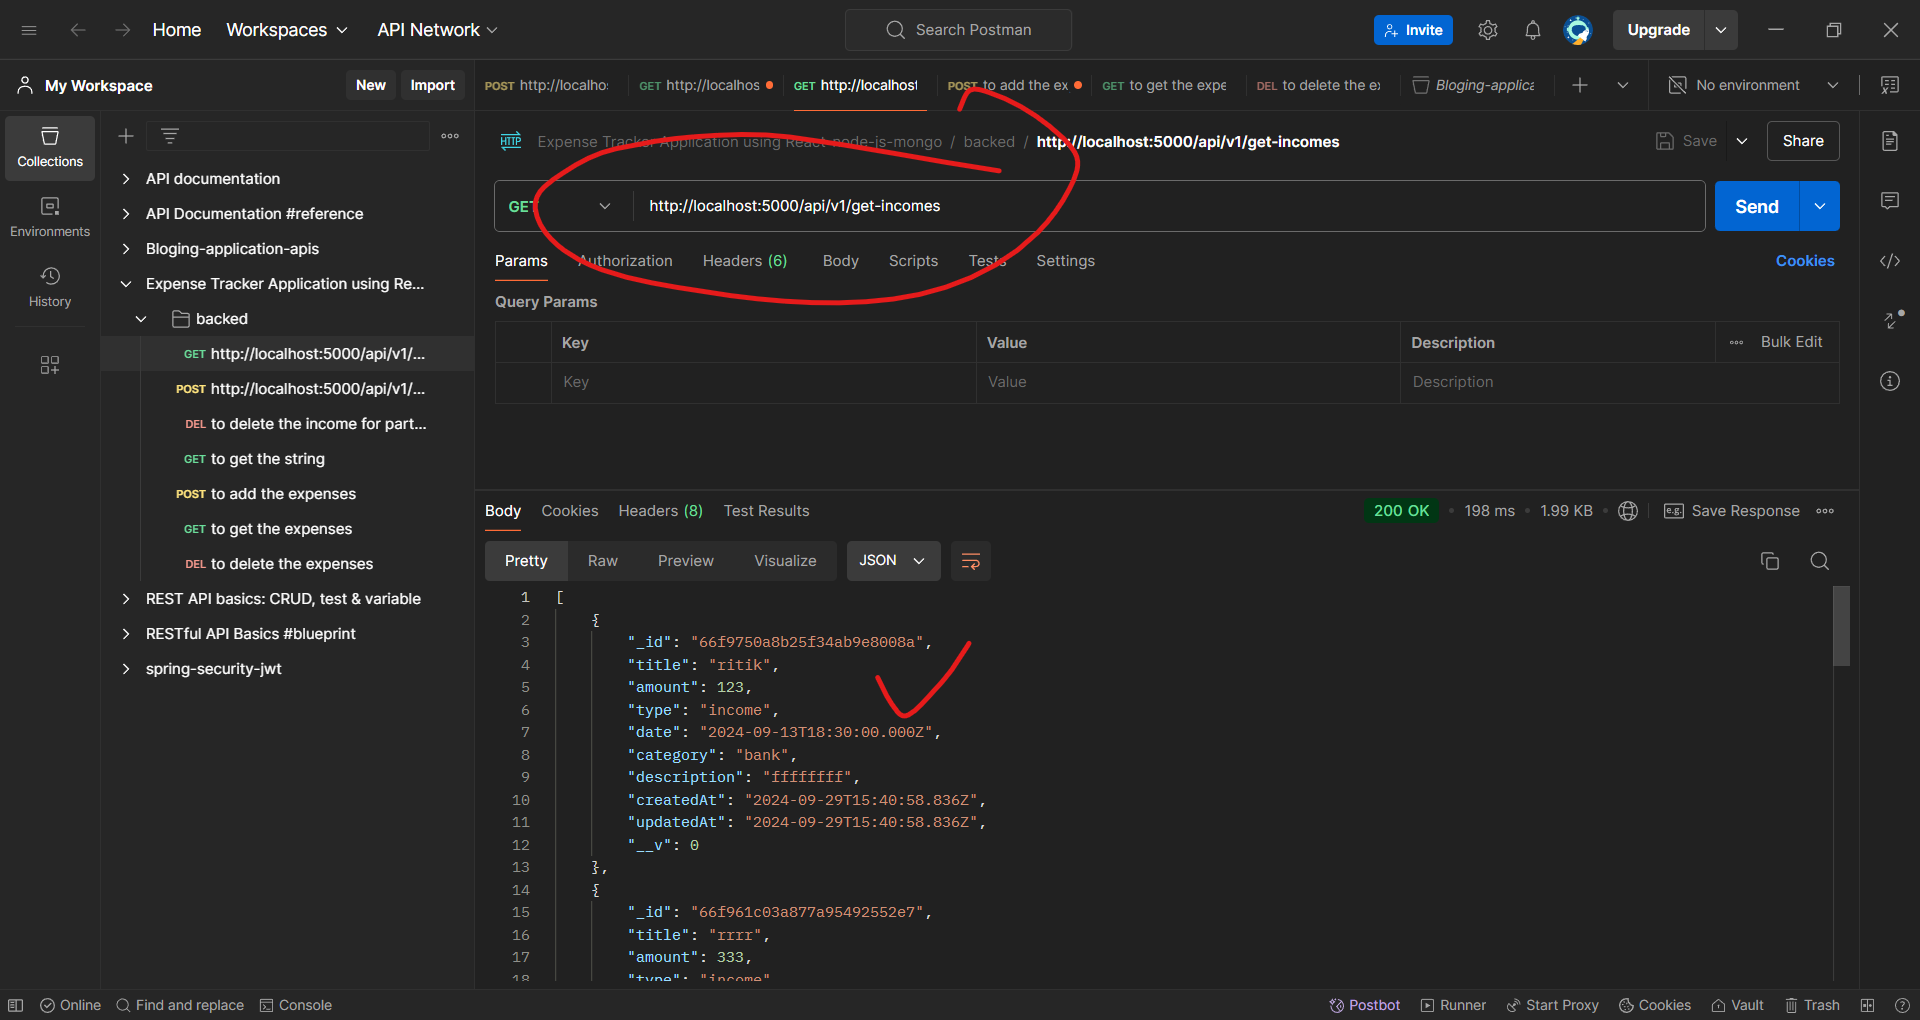 Home Workspaces API Network Search Postman Invite Upgrade
My Workspace New Import POST http://localho: GET http://localhos GET http://localhost POST to add the ex GET to get the expe DEL to delete the e: Bloging-applica No environment
HTTP Expense Tracker Application using React-node-js-mongo / backed / http://localhost:5000/api/v1/get-incomes Save Share
Collections
Environments
History
API documentation
API Documentation #reference
Bloging-application-apis
Expense Tracker Application using Re...
backed
GET http://localhost:5000/api/v1/...
POST http://localhost:5000/api/v1/...
DEL to delete the income for part...
GET to get the string
POST to add the expenses
GET to get the expenses
DEL to delete the expenses
REST API basics: CRUD, test & variable
RESTful API Basics #blueprint
spring-security-jwt
GET http://localhost:5000/api/v1/get-incomes Send
Params Authorization Headers (6) Body Scripts Tests Settings Cookies
Query Params
Key Value Description Bulk Edit
Key Value Description
Body Cookies Headers (8) Test Results 200 OK 198 ms 1.99 KB e.g. Save Response
Pretty Raw Preview Visualize JSON
1 [
2 {
3 "_id": "66f9750a8b25f34ab9e8008a",
4 "title": "ritik",
5 "amount": 123,
6 "type": "income",
7 "date": "2024-09-13T18:30:00.000Z",
8 "category": "bank",
9 "description": "ffffffff",
10 "createdAt": "2024-09-29T15:40:58.836Z",
11 "updatedAt": "2024-09-29T15:40:58.836Z",
12 "__v": 0
13 },
14 {
15 "_id": "66f961c03a877a95492552e7",
16 "title": "rrrr",
17 "amount": 333,
18 "type": "income"
Online Find and replace Console Postbot Runner Start Proxy Cookies Vault Trash